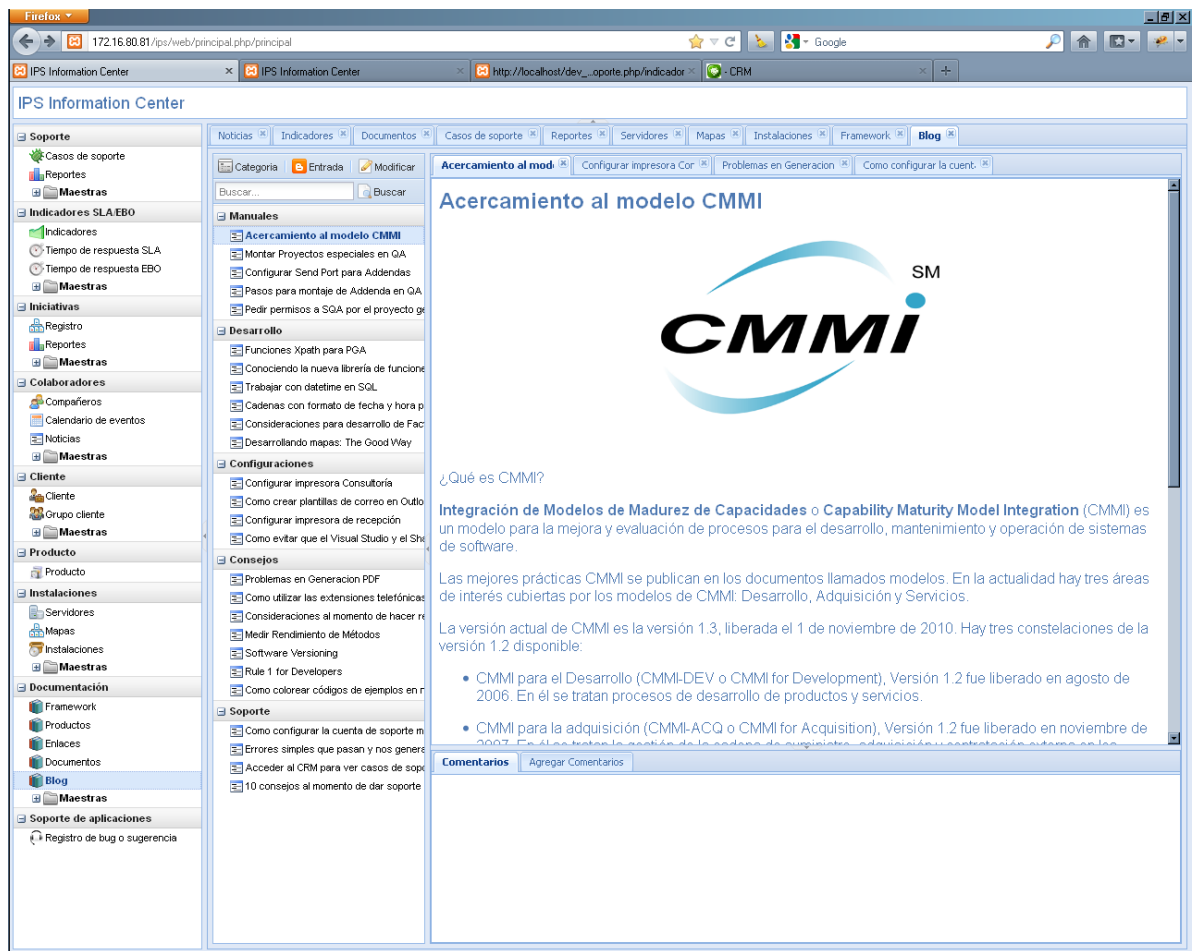 Firefox
172.16.80.81/ips/web/principal.php/principal
Google
IPS Information Center
IPS Information Center
http://localhost/dev_...oporte.php/indicador
- CRM
IPS Information Center
Soporte
Casos de soporte
Reportes
Maestras
Indicadores SLA/EBO
Indicadores
Tiempo de respuesta SLA
Tiempo de respuesta EBO
Maestras
Iniciativas
Registro
Reportes
Maestras
Colaboradores
Compañeros
Calendario de eventos
Noticias
Maestras
Cliente
Cliente
Grupo cliente
Maestras
Producto
Producto
Instalaciones
Servidores
Mapas
Instalaciones
Maestras
Documentación
Framework
Productos
Enlaces
Documentos
Blog
Maestras
Soporte de aplicaciones
Registro de bug o sugerencia
Noticias
Indicadores
Documentos
Casos de soporte
Reportes
Servidores
Mapas
Instalaciones
Framework
Blog
Categoria
Entrada
Modificar
Buscar...
Buscar
Manuales
Acercamiento al modelo CMMI
Montar Proyectos especiales en QA
Configurar Send Port para Addendas
Pasos para montaje de Addenda en QA
Pedir permisos a SQA por el proyecto ge
Desarrollo
Funciones Xpath para PGA
Conociendo la nueva librería de funcione
Trabajar con datetime en SQL
Cadenas con formato de fecha y hora p
Consideraciones para desarrollo de Fac
Desarrollando mapas: The Good Way
Configuraciones
Configurar impresora Consultoría
Como crear plantillas de correo en Outlo
Configurar impresora de recepción
Como evitar que el Visual Studio y el Sha
Consejos
Problemas en Generacion PDF
Como utilizar las extensiones telefónicas
Consideraciones al momento de hacer re
Medir Rendimiento de Métodos
Software Versioning
Rule 1 for Developers
Como colorear códigos de ejemplos en n
Soporte
Como configurar la cuenta de soporte m
Errores simples que pasan y nos genera
Acceder al CRM para ver casos de sopo
10 consejos al momento de dar soporte
Acercamiento al mod
Configurar impresora Cor
Problemas en Generacion
Como configurar la cuent.
Acercamiento al modelo CMMI
SM
CMMi
¿Qué es CMMI?
Integración de Modelos de Madurez de Capacidades o Capability Maturity Model Integration (CMMI) es
un modelo para la mejora y evaluación de procesos para el desarrollo, mantenimiento y operación de sistemas
de software.
Las mejores prácticas CMMI se publican en los documentos llamados modelos. En la actualidad hay tres áreas
de interés cubiertas por los modelos de CMMI: Desarrollo, Adquisición y Servicios.
La versión actual de CMMI es la versión 1.3, liberada el 1 de noviembre de 2010. Hay tres constelaciones de la
versión 1.2 disponible:
• CMMI para el Desarrollo (CMMI-DEV o CMMI for Development), Versión 1.2 fue liberado en agosto de
2006. En él se tratan procesos de desarrollo de productos y servicios.
• CMMI para la adquisición (CMMI-ACQ o CMMI for Acquisition), Versión 1.2 fue liberado en noviembre de
2007. En él se tratan la gestión de la cadena de suministro, adquisición y contratación externa en los
Comentarios
Agregar Comentarios